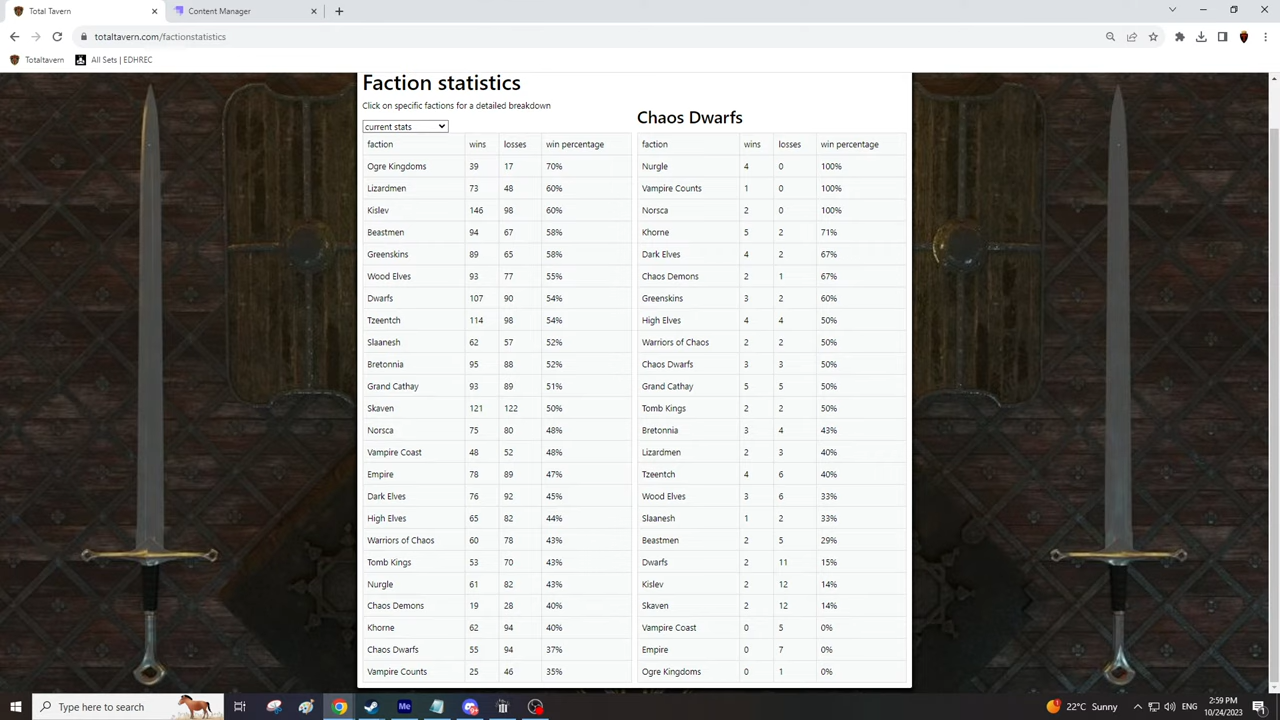 Total Tavern
Content Manager
totaltavern.com/factionstatistics
Totaltavern
All Sets | EDHREC
Faction statistics
Click on specific factions for a detailed breakdown
current stats
faction wins losses win percentage
Ogre Kingdoms 39 17 70%
Lizardmen 73 48 60%
Kislev 146 98 60%
Beastmen 94 67 58%
Greenskins 89 65 58%
Wood Elves 93 77 55%
Dwarfs 107 90 54%
Tzeentch 114 98 54%
Slaanesh 62 57 52%
Bretonnia 95 88 52%
Grand Cathay 93 89 51%
Skaven 121 122 50%
Norsca 75 80 48%
Vampire Coast 48 52 48%
Empire 78 89 47%
Dark Elves 76 92 45%
High Elves 65 82 44%
Warriors of Chaos 60 78 43%
Tomb Kings 53 70 43%
Nurgle 61 82 43%
Chaos Demons 19 28 40%
Khorne 62 94 40%
Chaos Dwarfs 55 94 37%
Vampire Counts 25 46 35%
Chaos Dwarfs
faction wins losses win percentage
Nurgle 4 0 100%
Vampire Counts 1 0 100%
Norsca 2 0 100%
Khorne 5 2 71%
Dark Elves 4 2 67%
Chaos Demons 2 1 67%
Greenskins 3 2 60%
High Elves 4 4 50%
Warriors of Chaos 2 2 50%
Chaos Dwarfs 3 3 50%
Grand Cathay 5 5 50%
Tomb Kings 2 2 50%
Bretonnia 3 4 43%
Lizardmen 2 3 40%
Tzeentch 4 6 40%
Wood Elves 3 6 33%
Slaanesh 1 2 33%
Beastmen 2 5 29%
Dwarfs 2 11 15%
Kislev 2 12 14%
Skaven 2 12 14%
Vampire Coast 0 5 0%
Empire 0 7 0%
Ogre Kingdoms 0 1 0%
Type here to search
Me
22°C Sunny
ENG
2:59 PM
10/24/2023
1